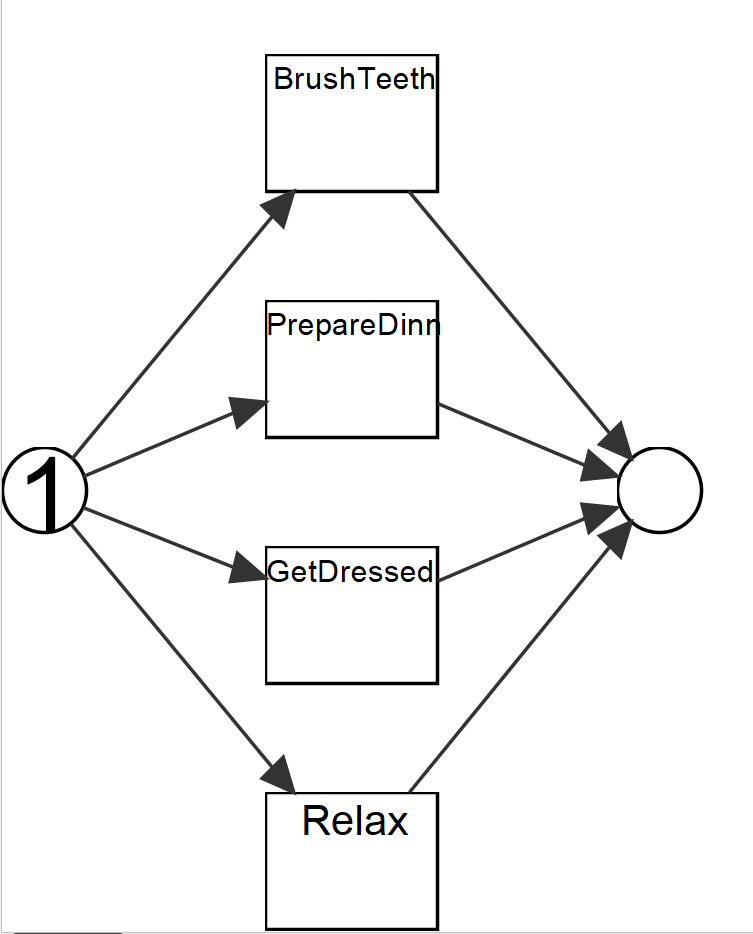 BrushTeeth
PrepareDinn
1
GetDressed
Relax